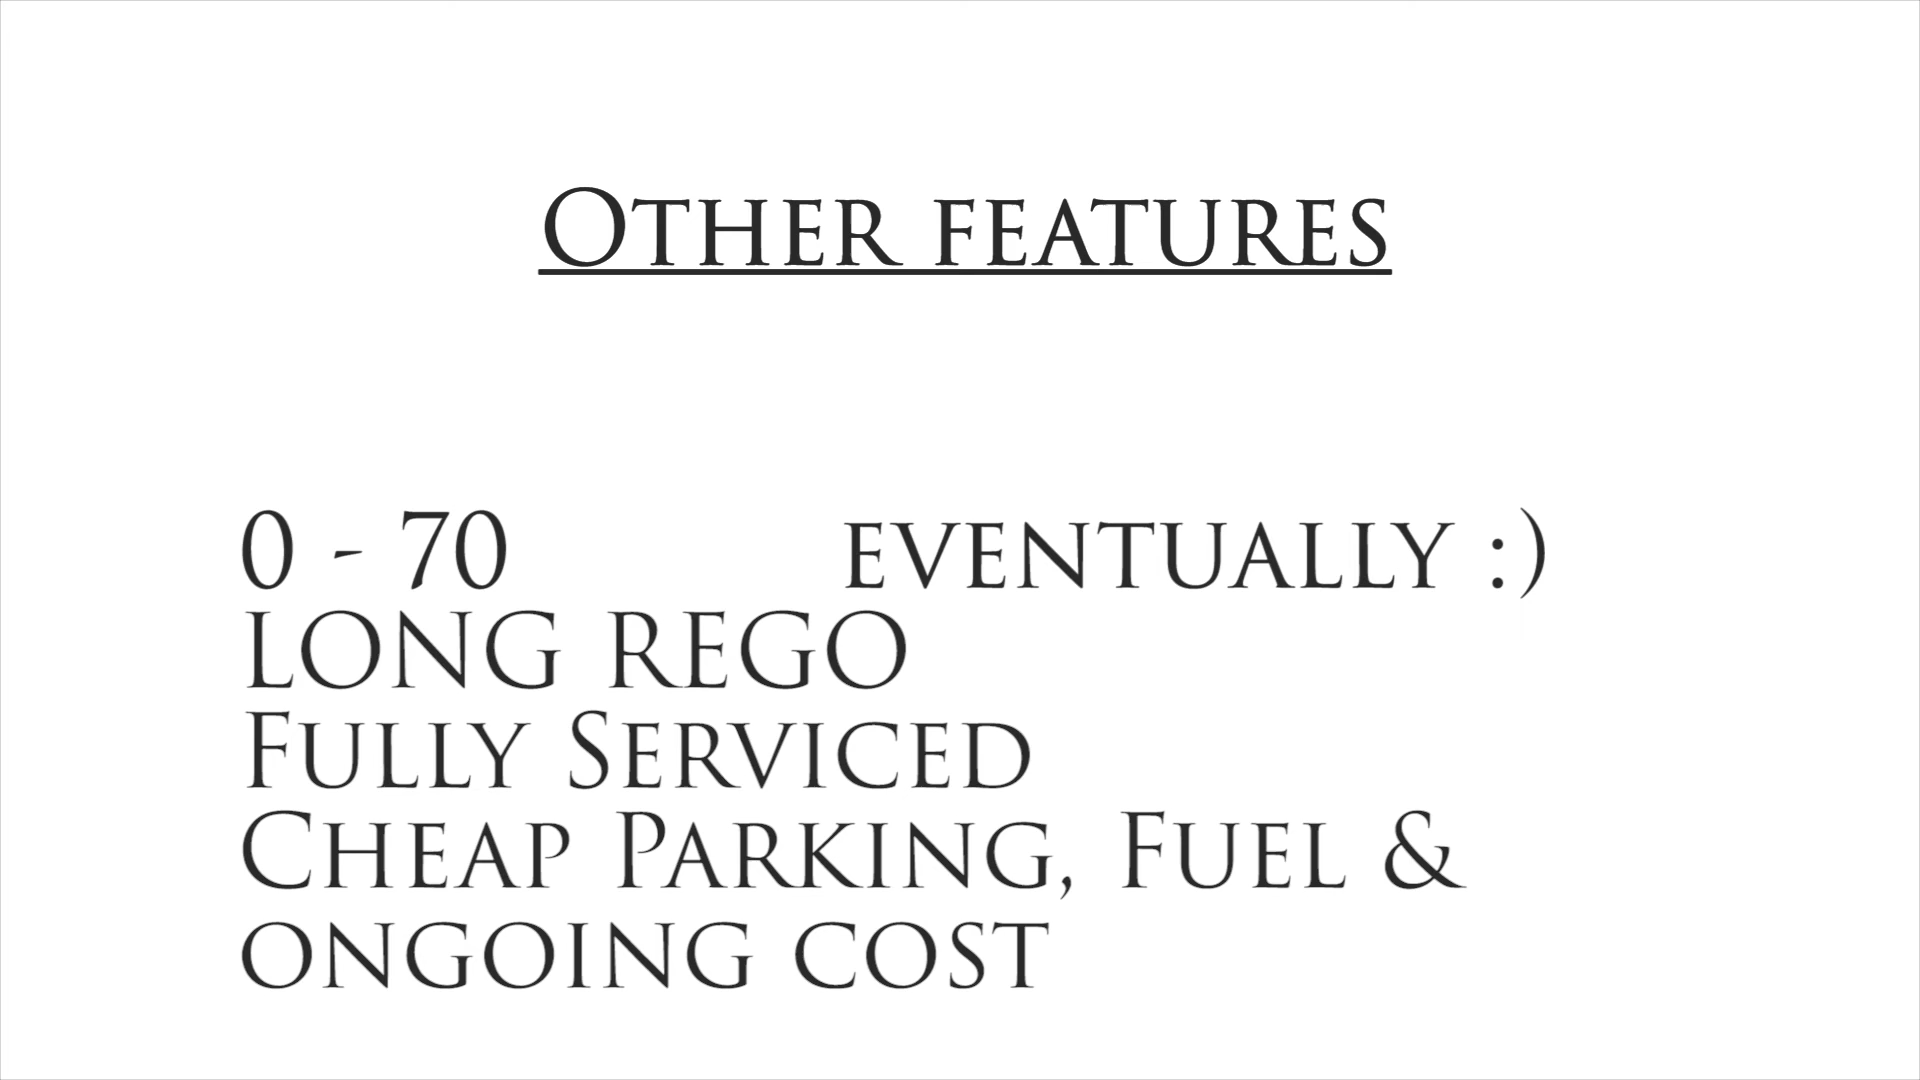 Other features
0 - 70 eventually :)
LONG REGO
Fully Serviced
Cheap Parking, Fuel &
ongoing cost